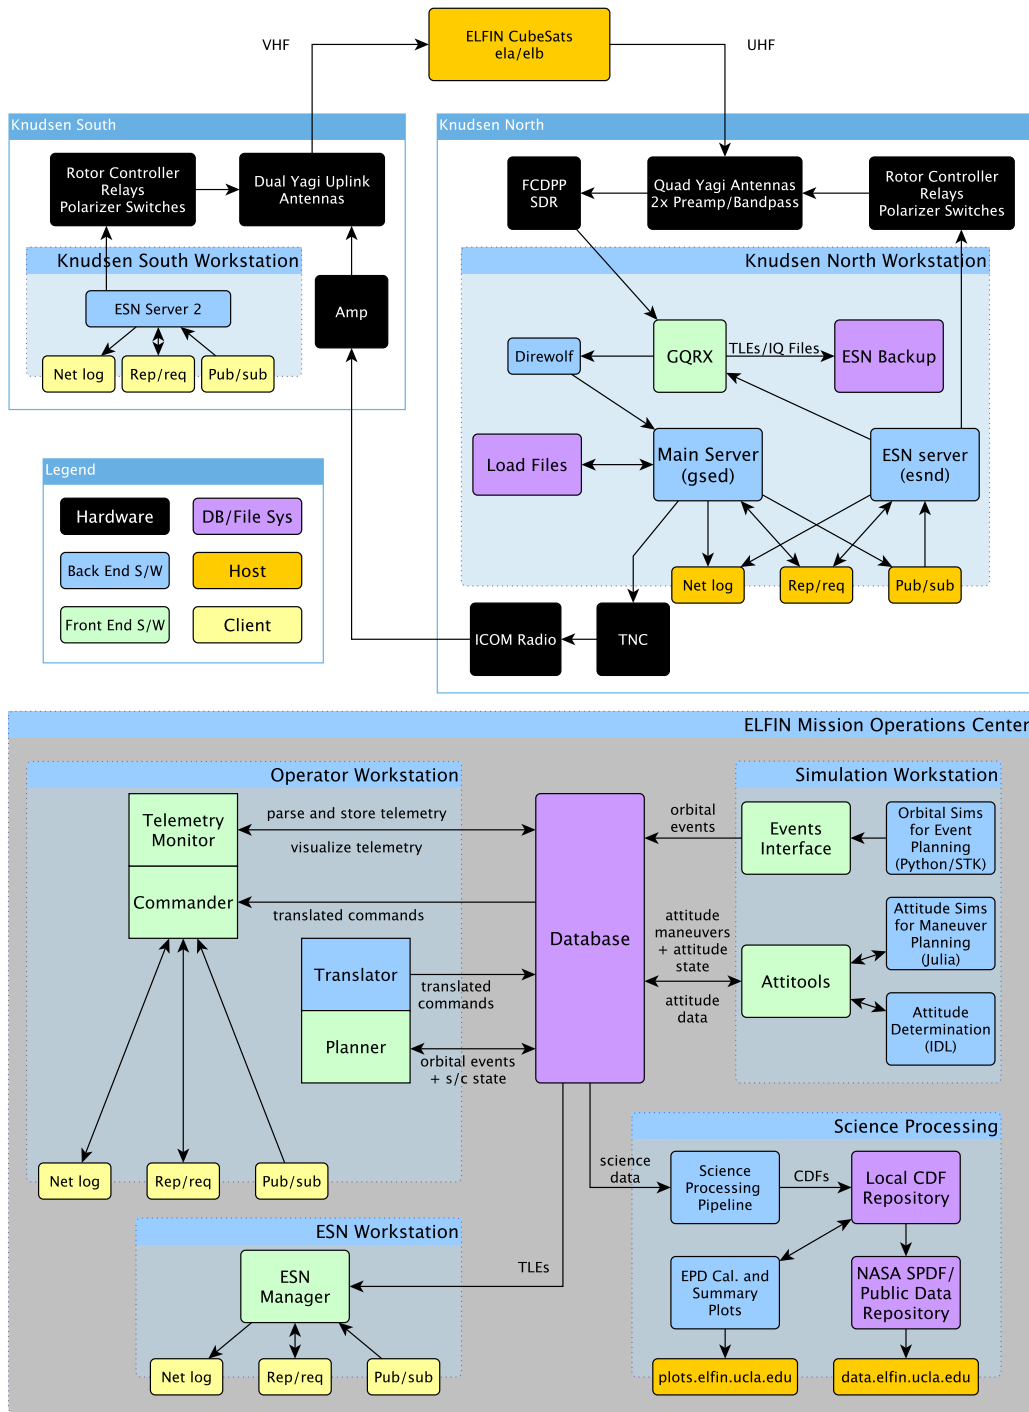 VHF
ELFIN CubeSats
ela/elb
UHF
Knudsen South
Rotor Controller
Relays
Polarizer Switches
Dual Yagi Uplink
Antennas
Knudsen South Workstation
ESN Server 2
Net log
Rep/req
Pub/sub
Amp
Knudsen North
FCDPP
SDR
Quad Yagi Antennas
2x Preamp/Bandpass
Rotor Controller
Relays
Polarizer Switches
Knudsen North Workstation
Direwolf
GQRX
TLEs/IQ Files
ESN Backup
Load Files
Main Server
(gsed)
ESN server
(esnd)
Net log
Rep/req
Pub/sub
ICOM Radio
TNC
Legend
Hardware
DB/File Sys
Back End S/W
Host
Front End S/W
Client
ELFIN Mission Operations Center
Operator Workstation
Telemetry
Monitor
Commander
parse and store telemetry
visualize telemetry
translated commands
Translator
translated
commands
Planner
orbital events
+ s/c state
Net log
Rep/req
Pub/sub
Database
Simulation Workstation
orbital
events
Events
Interface
Orbital Sims
for Event
Planning
(Python/STK)
attitude
maneuvers
+ attitude
state
attitude
data
Attitools
Attitude Sims
for Maneuver
Planning
(Julia)
Attitude
Determination
(IDL)
ESN Workstation
ESN
Manager
TLEs
Net log
Rep/req
Pub/sub
Science Processing
science
data
Science
Processing
Pipeline
CDFs
Local CDF
Repository
EPD Cal. and
Summary
Plots
NASA SPDF/
Public Data
Repository
plots.elfin.ucla.edu
data.elfin.ucla.edu